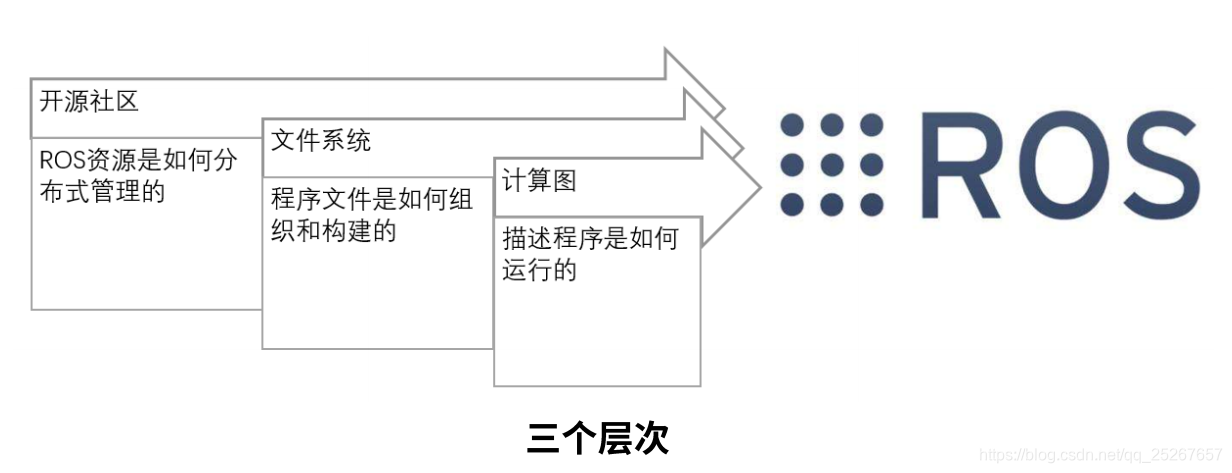 开源社区
ROS资源是如何分
布式管理的
文件系统
程序文件是如何组
织和构建的
计算图
描述程序是如何
运行的
ROS
三个层次
https://blog.csdn.net/qq_25267657